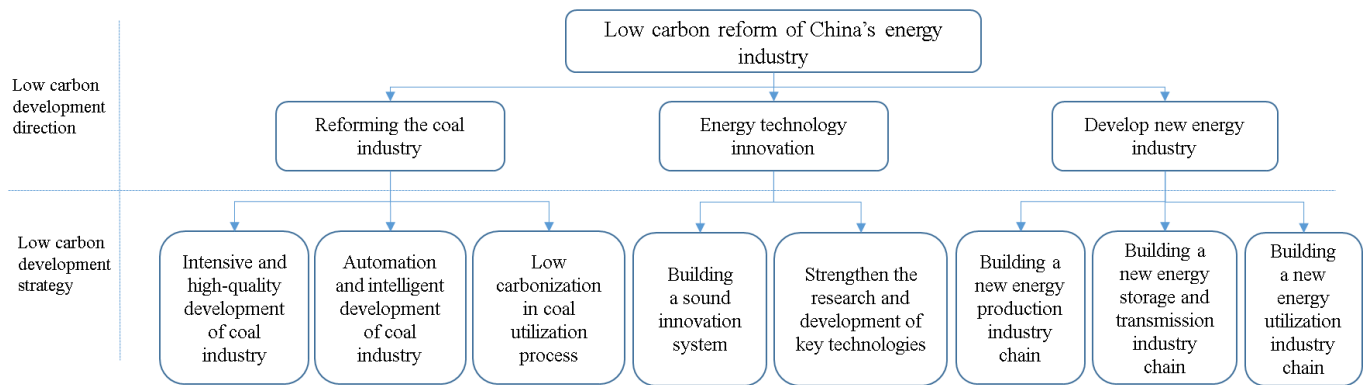 Low carbon reform of China's energy
industry
Low carbon
development
direction
Reforming the coal
industry
Energy technology
innovation
Develop new energy
industry
Low carbon
development
strategy
Intensive and
high-quality
development
of coal
industry
Automation
and intelligent
development
of coal
industry
Low
carbonization
in coal
utilization
process
Building
a sound
innovation
system
Strengthen the
research and
development of
key technologies
Building a
new energy
production
industry
chain
Building a
new energy
storage and
transmission
industry
chain
Building
a new
energy
utilization
industry
chain